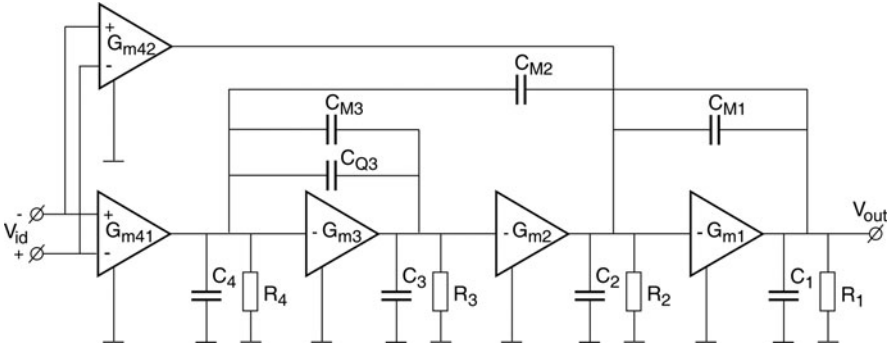 +
G_m42
-
C_M2
C_M3
C_M1
C_Q3
-
V_id
+
+
G_m41
-
- G_m3
- G_m2
- G_m1
V_out
C_4
R_4
C_3
R_3
C_2
R_2
C_1
R_1